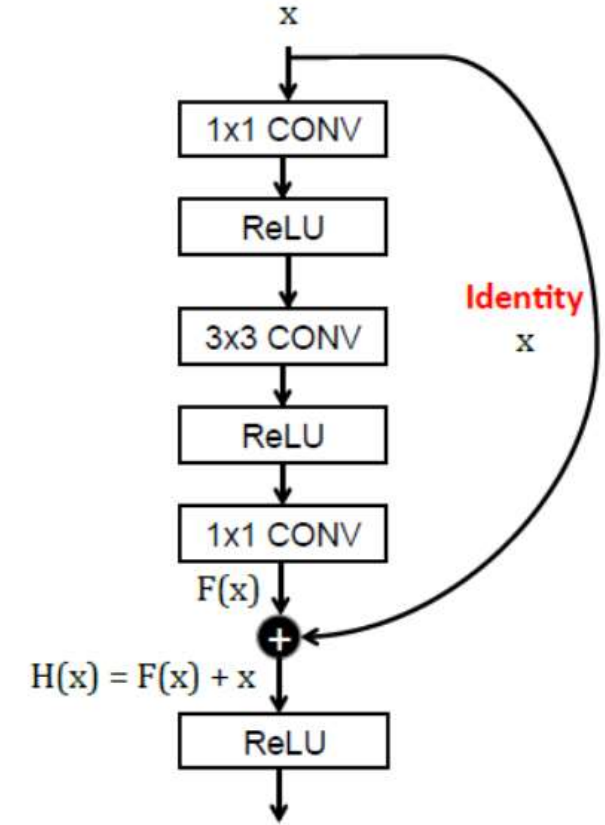 x
1x1 CONV
ReLU
Identity
x
3x3 CONV
ReLU
1x1 CONV
F(x)
+
H(x) = F(x) + x
ReLU